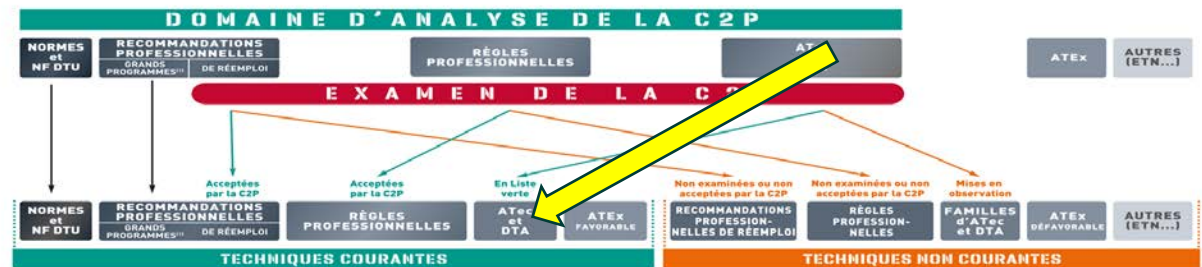 DOMAINE D'ANALYSE DE LA C2P
NORMES
et
NF DTU
RECOMMANDATIONS
PROFESSIONNELLES
GRANDS
PROGRAMMES(1)
DE RÉEMPLOI
RÈGLES
PROFESSIONNELLES
ATEx
AUTRES
(ETN...)
EXAMEN DE LA
Acceptées
par la C2P
Acceptées
par la C2P
En Liste
verte
Non examinées ou non
acceptées par la C2P
Non examinées ou non
acceptées par la C2P
Mises en
observation
NORMES
et
NF DTU
RECOMMANDATIONS
PROFESSIONNELLES
GRANDS
PROGRAMMES(1)
DE RÉEMPLOI
RÈGLES
PROFESSIONNELLES
ATec
et
DTA
ATEx
FAVORABLE
RECOMMANDATIONS
PROFESSION-
NELLES DE RÉEMPLOI
RÈGLES
PROFESSION-
NELLES
FAMILLES
d'ATec
et DTA
ATEx
DÉFAVORABLE
AUTRES
(ETN...)
TECHNIQUES COURANTES
TECHNIQUES NON COURANTES